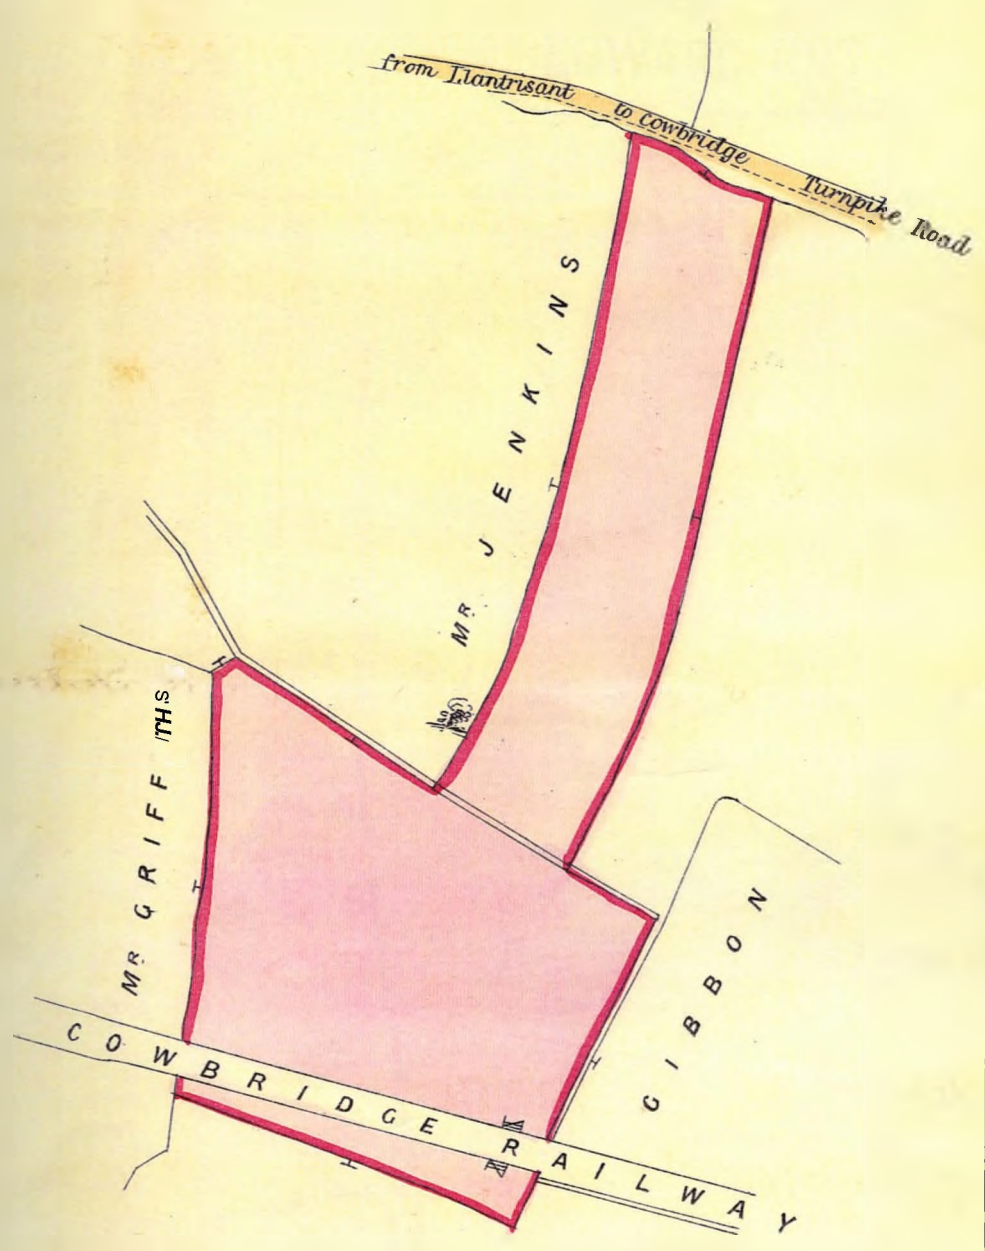 from Llantrisant to Cowbridge Turnpike Road
Mr. JENKINS
Mr. GRIFFITHS
GIBBON
COWBRIDGE RAILWAY